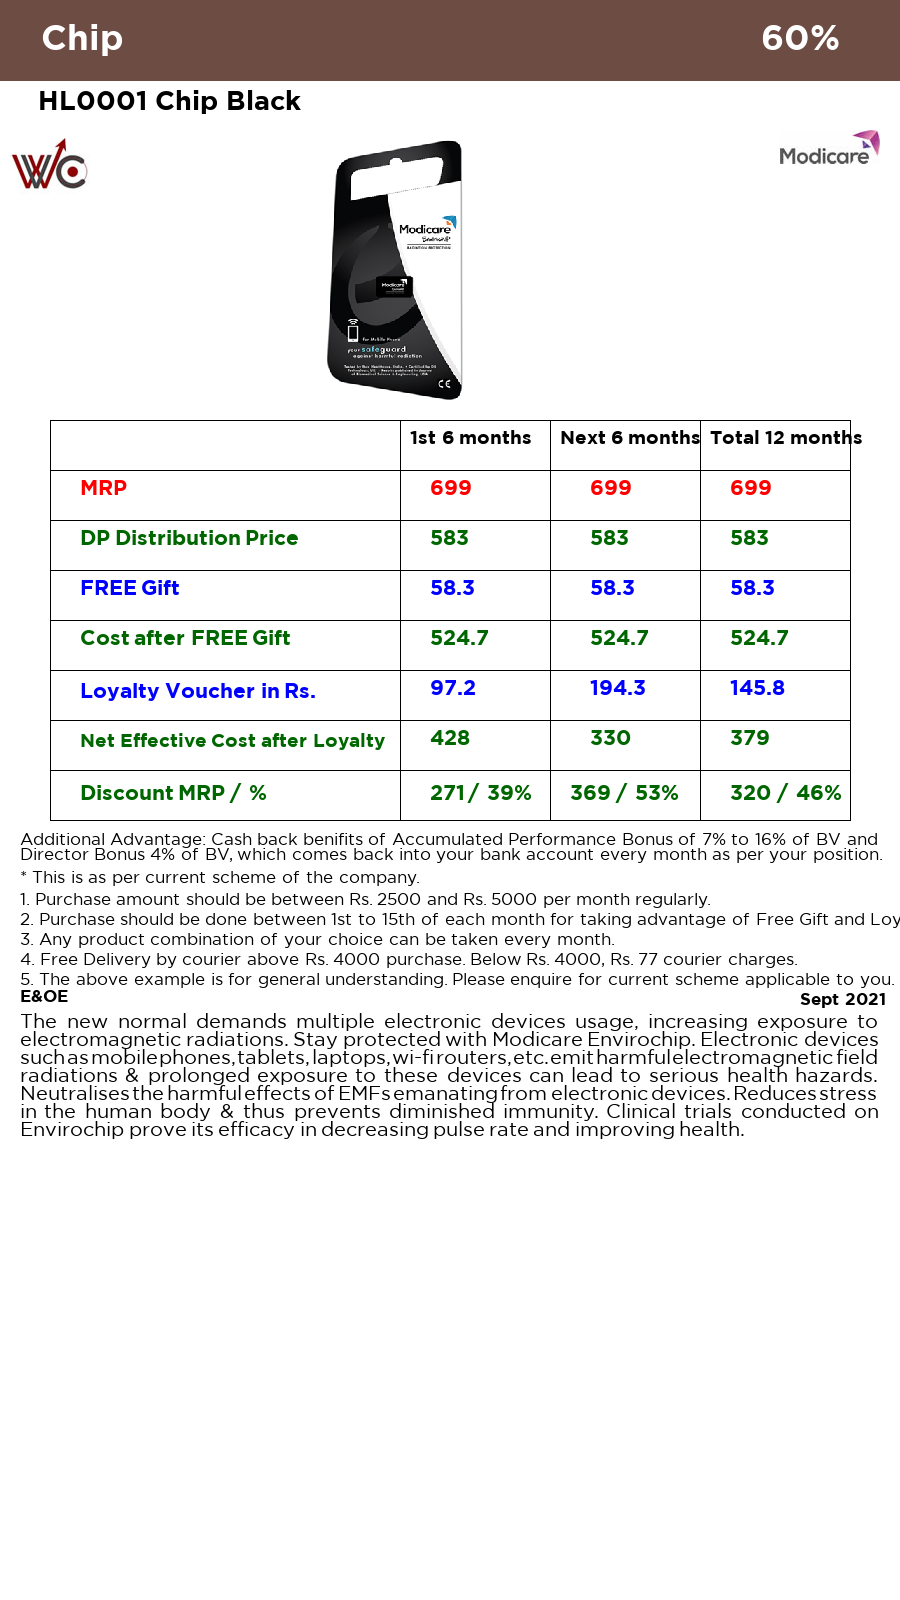 Chip 60%
HL0001 Chip Black
WC
Modicare
Modicare
RADIATION PROTECTION
Modicare
For Mobile Phone
your safeguard
against harmful radiation
CE
1st 6 months Next 6 months Total 12 months
MRP 699 699 699
DP Distribution Price 583 583 583
FREE Gift 58.3 58.3 58.3
Cost after FREE Gift 524.7 524.7 524.7
Loyalty Voucher in Rs. 97.2 194.3 145.8
Net Effective Cost after Loyalty 428 330 379
Discount MRP / % 271 / 39% 369 / 53% 320 / 46%
Additional Advantage: Cash back benifits of Accumulated Performance Bonus of 7% to 16% of BV and
Director Bonus 4% of BV, which comes back into your bank account every month as per your position.
* This is as per current scheme of the company.
1. Purchase amount should be between Rs. 2500 and Rs. 5000 per month regularly.
2. Purchase should be done between 1st to 15th of each month for taking advantage of Free Gift and Loy
3. Any product combination of your choice can be taken every month.
4. Free Delivery by courier above Rs. 4000 purchase. Below Rs. 4000, Rs. 77 courier charges.
5. The above example is for general understanding. Please enquire for current scheme applicable to you.
E&OE
Sept 2021
The new normal demands multiple electronic devices usage, increasing exposure to
electromagnetic radiations. Stay protected with Modicare Envirochip. Electronic devices
such as mobile phones, tablets, laptops, wi-fi routers, etc. emit harmful electromagnetic field
radiations & prolonged exposure to these devices can lead to serious health hazards.
Neutralises the harmful effects of EMFs emanating from electronic devices. Reduces stress
in the human body & thus prevents diminished immunity. Clinical trials conducted on
Envirochip prove its efficacy in decreasing pulse rate and improving health.